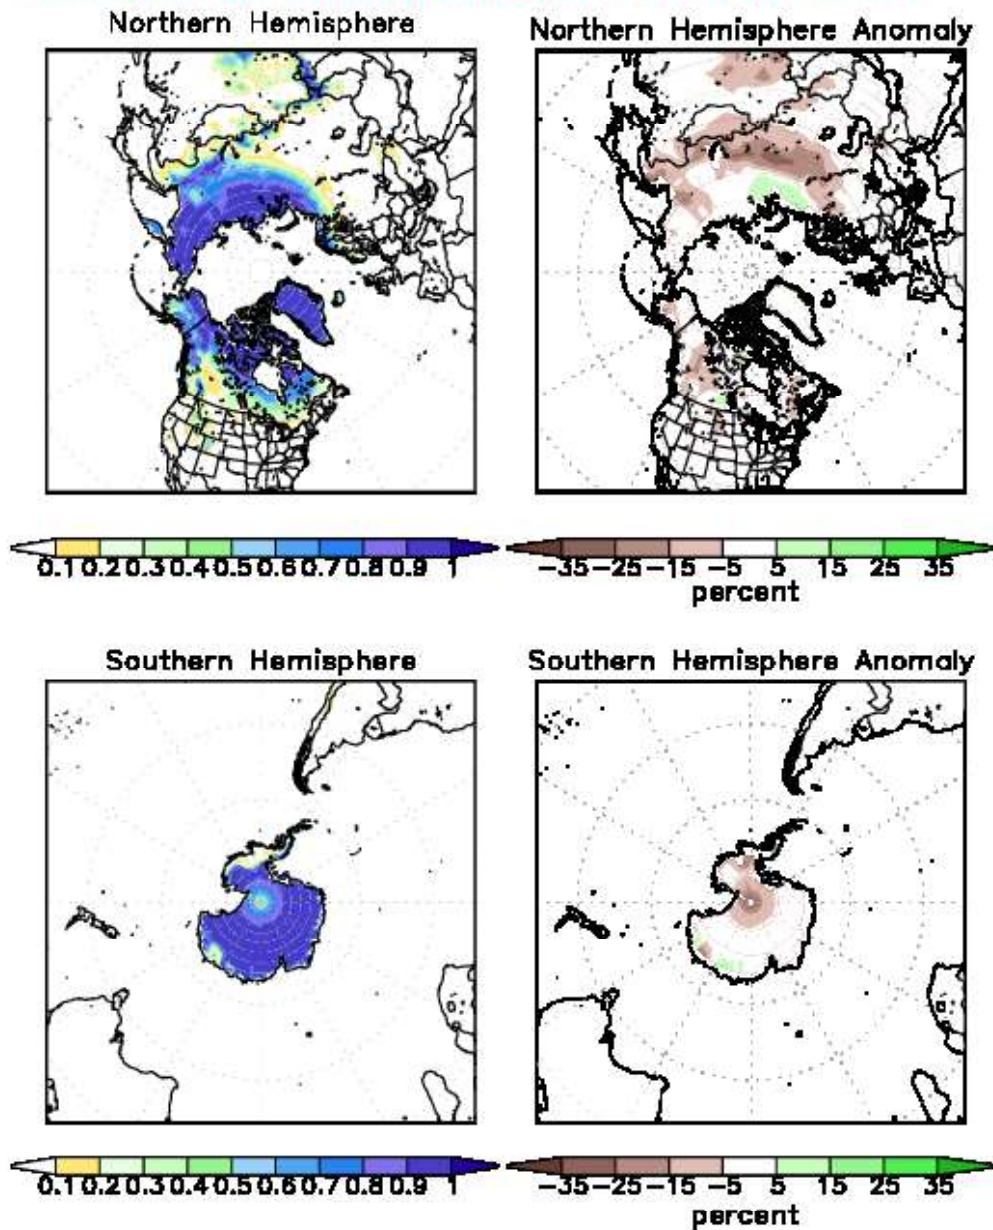 Northern Hemisphere
Northern Hemisphere Anomaly
0.1 0.2 0.3 0.4 0.5 0.6 0.7 0.8 0.9 1
-35 -25 -15 -5 5 15 25 35
percent
Southern Hemisphere
Southern Hemisphere Anomaly
0.1 0.2 0.3 0.4 0.5 0.6 0.7 0.8 0.9 1
-35 -25 -15 -5 5 15 25 35
percent